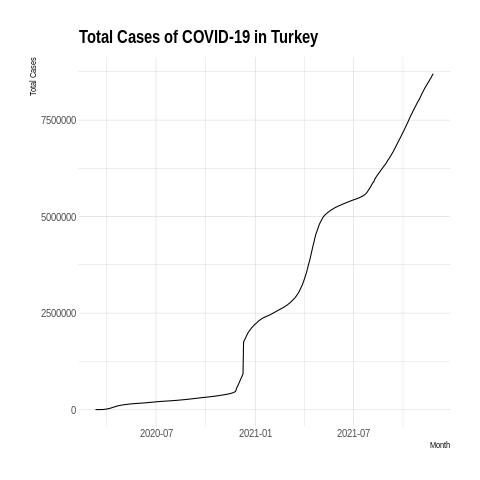 Total Cases of COVID-19 in Turkey
Total Cases
7500000
5000000
2500000
0
2020-07 2021-01 2021-07
Month